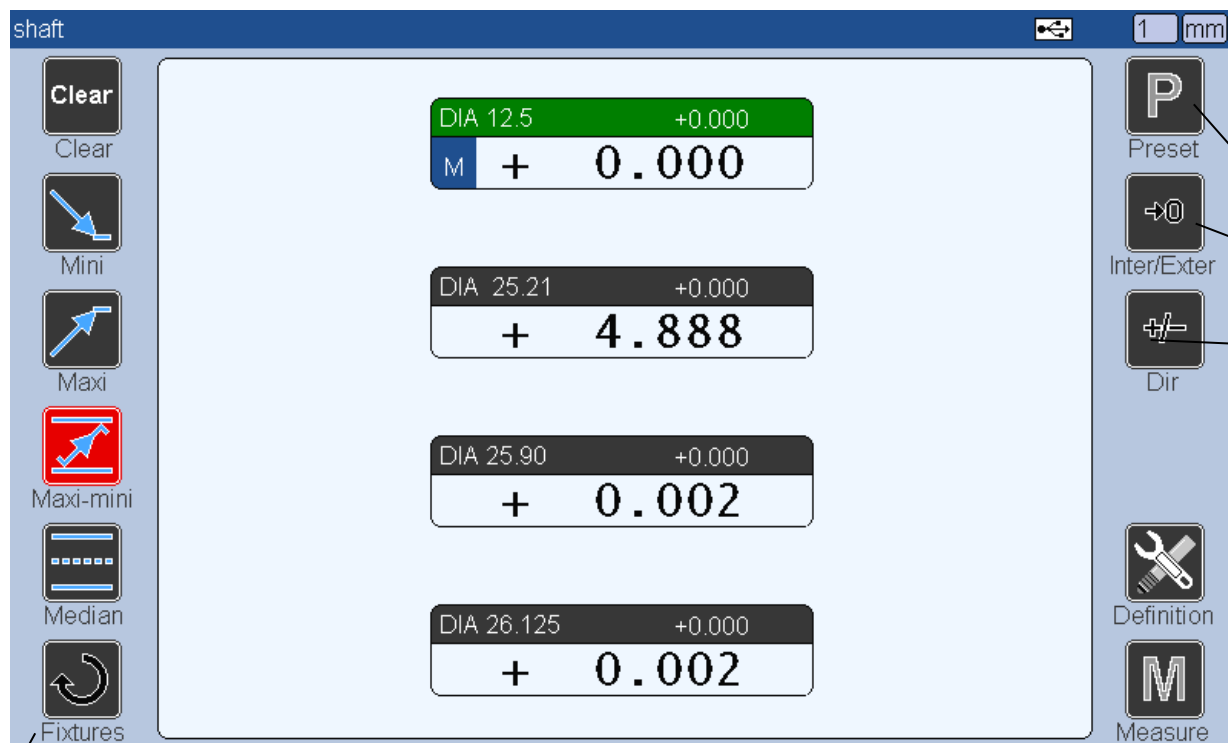 shaft
1 mm
Clear
Clear
Mini
Maxi
Maxi-mini
Median
Fixtures
DIA 12.5 +0.000
M + 0.000
DIA 25.21 +0.000
+ 4.888
DIA 25.90 +0.000
+ 0.002
DIA 26.125 +0.000
+ 0.002
P
Preset
→0
Inter/Exter
+/−
Dir
Definition
M
Measure